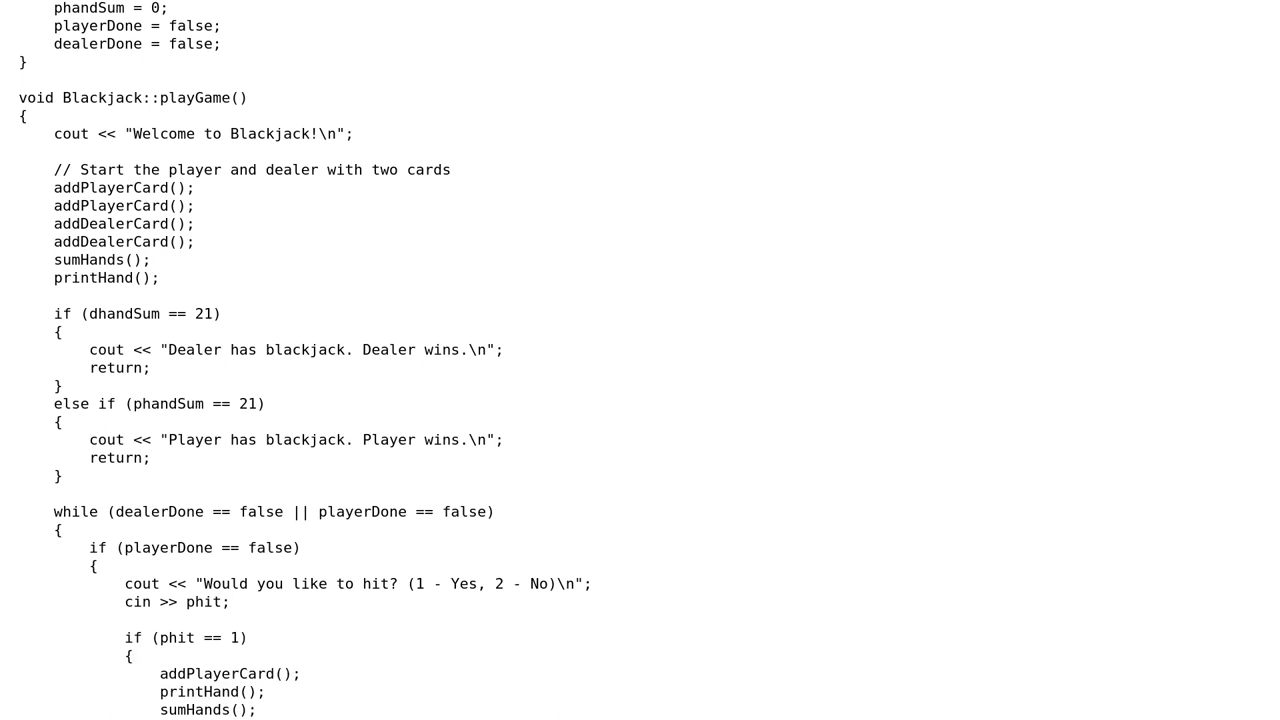 phandSum = 0;
    playerDone = false;
    dealerDone = false;
}

void Blackjack::playGame()
{
    cout << "Welcome to Blackjack!\n";

    // Start the player and dealer with two cards
    addPlayerCard();
    addPlayerCard();
    addDealerCard();
    addDealerCard();
    sumHands();
    printHand();

    if (dhandSum == 21)
    {
        cout << "Dealer has blackjack. Dealer wins.\n";
        return;
    }
    else if (phandSum == 21)
    {
        cout << "Player has blackjack. Player wins.\n";
        return;
    }

    while (dealerDone == false || playerDone == false)
    {
        if (playerDone == false)
        {
            cout << "Would you like to hit? (1 - Yes, 2 - No)\n";
            cin >> phit;

            if (phit == 1)
            {
                addPlayerCard();
                printHand();
                sumHands();